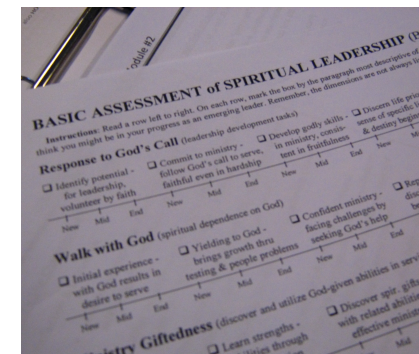 odule #2
BASIC ASSESSMENT of SPIRITUAL LEADERSHIP (B
Instructions: Read a row left to right. On each row, mark the box by the paragraph most descriptive of
think you might be in your progress as an emerging leader. Remember, the dimensions are not always
Response to God's Call (leadership development tasks)
❑ Identify potential - ❑ Commit to ministry - ❑ Develop godly skills - ❑ Discern life
for leadership, follow God's call to serve, in ministry, consis- sense of
volunteer by faith faithful even in hardship tent in fruitfulness & destiny
New Mid End New Mid End New Mid End New
Walk with God (spiritual dependence on God)
❑ Initial experience - ❑ Yielding to God - ❑ Confident ministry - ❑
with God results in brings growth thru facing challenges by
desire to serve testing & people problems seeking God's help
New Mid End New Mid End New Mid End
istry Giftedness (discover and utilize God-given abilities in
❑ Learn strengths - ❑ Discover spir. gifts
through with related
effective